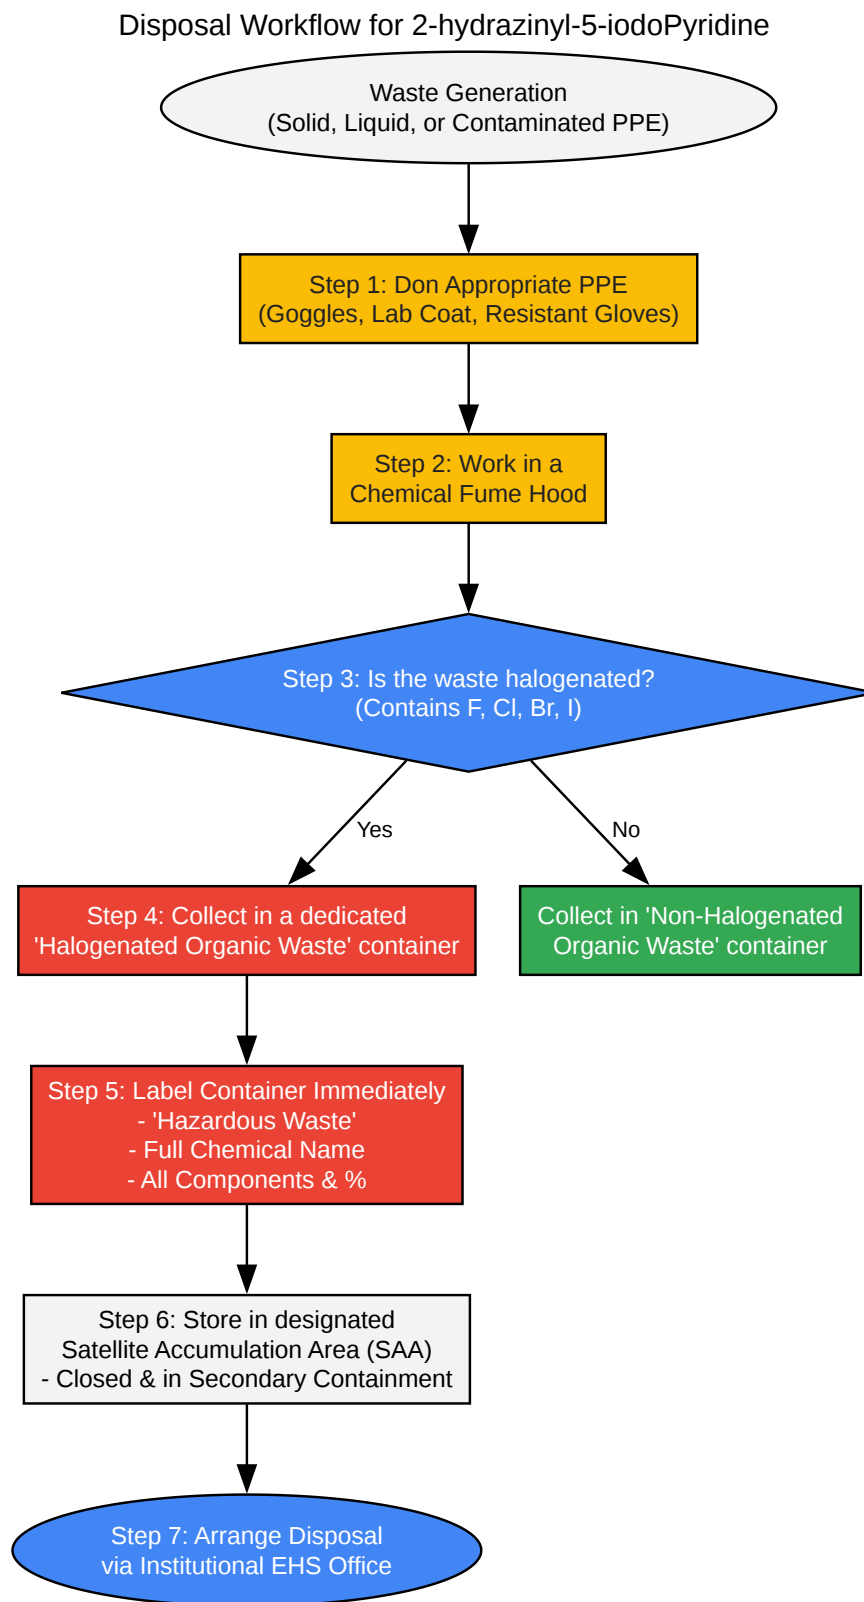 Disposal Workflow for 2-hydrazinyl-5-iodoPyridine
Waste Generation
(Solid, Liquid, or Contaminated PPE)
Step 1: Don Appropriate PPE
(Goggles, Lab Coat, Resistant Gloves)
Step 2: Work in a
Chemical Fume Hood
Step 3: Is the waste halogenated?
(Contains F, Cl, Br, I)
Yes
No
Step 4: Collect in a dedicated
'Halogenated Organic Waste' container
Collect in 'Non-Halogenated
Organic Waste' container
Step 5: Label Container Immediately
- 'Hazardous Waste'
- Full Chemical Name
- All Components & %
Step 6: Store in designated
Satellite Accumulation Area (SAA)
- Closed & in Secondary Containment
Step 7: Arrange Disposal
via Institutional EHS Office